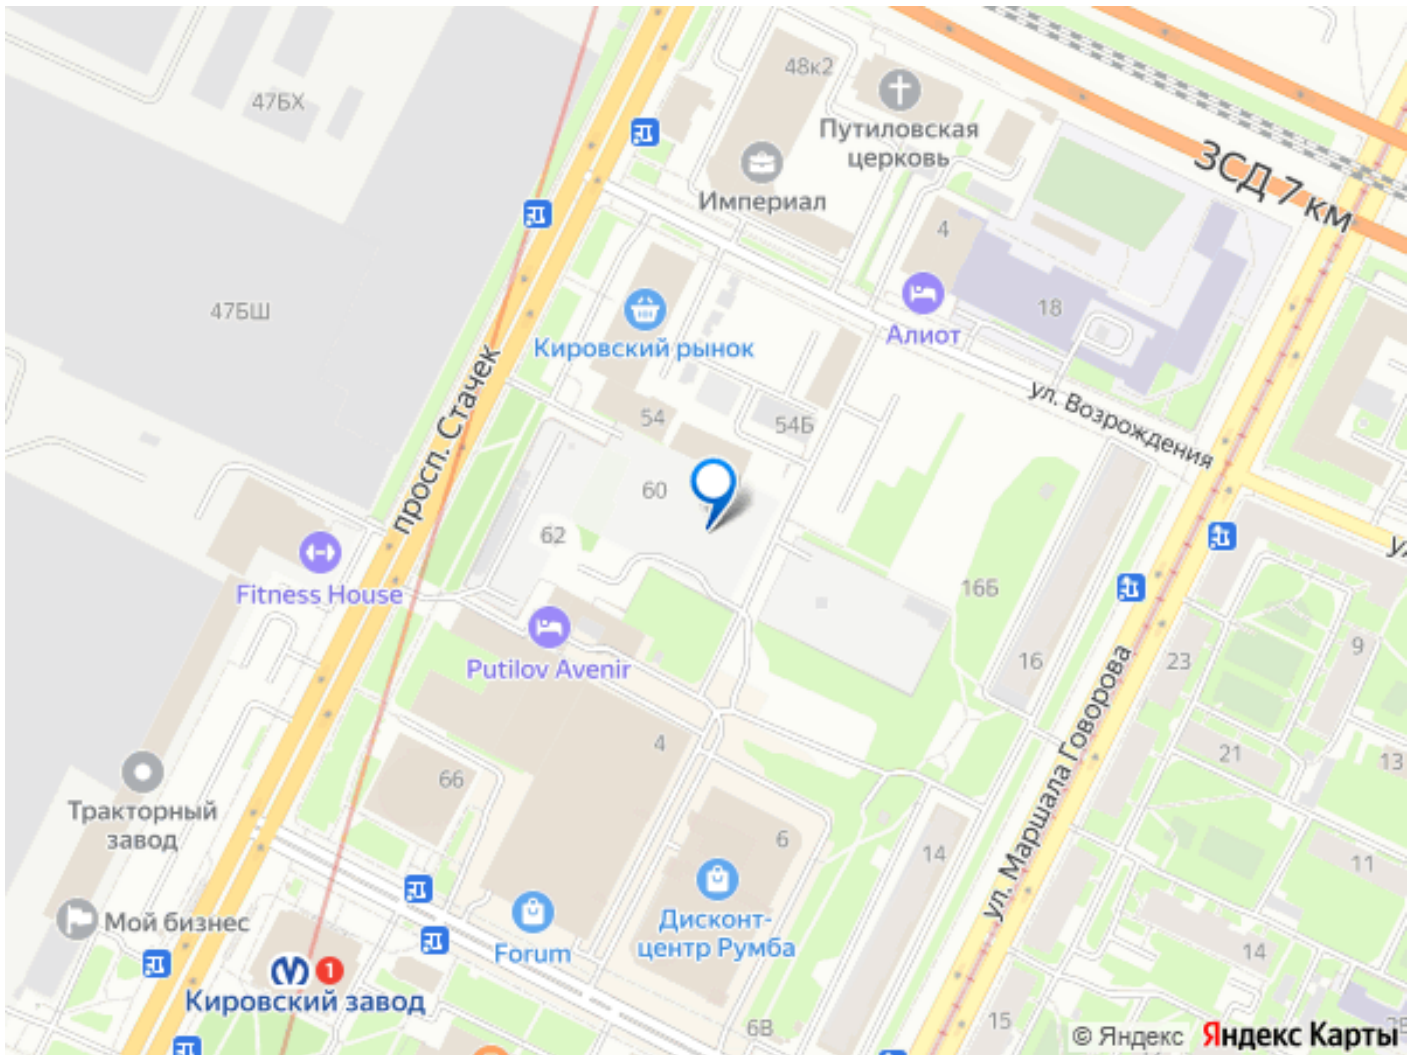 47БХ
48к2
Путиловская
церковь
ЗСД 7 км
Империал
4
47БШ
18
Алиот
Кировский рынок
просп. Стачек
ул. Возрождения
54
54Б
60
62
Fitness House
16Б
Putilov Avenir
16
23
9
ул. Маршала Говорова
4
66
21
13
Тракторный
завод
6
14
11
Дисконт-
центр Румба
Мой бизнес
Forum
14
1
Кировский завод
6В
15
© Яндекс
Яндекс Карты